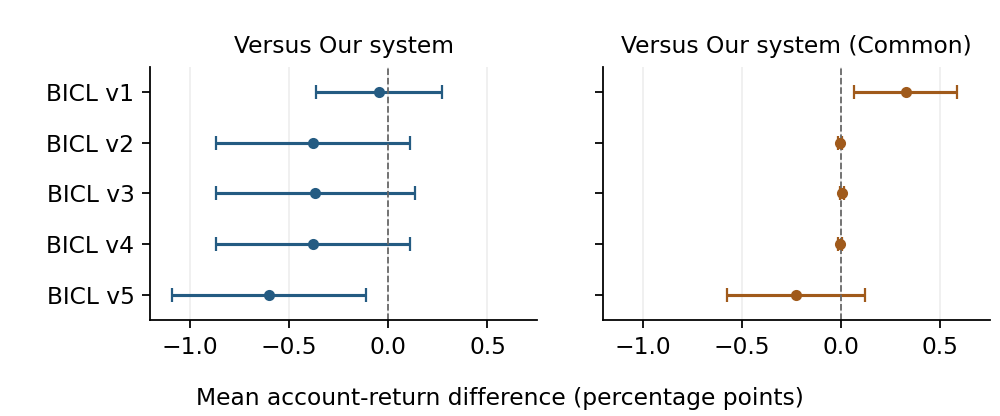 Versus Our system
Versus Our system (Common)
BICL v1
BICL v2
BICL v3
BICL v4
BICL v5
−1.0 −0.5 0.0 0.5
−1.0 −0.5 0.0 0.5
Mean account-return difference (percentage points)